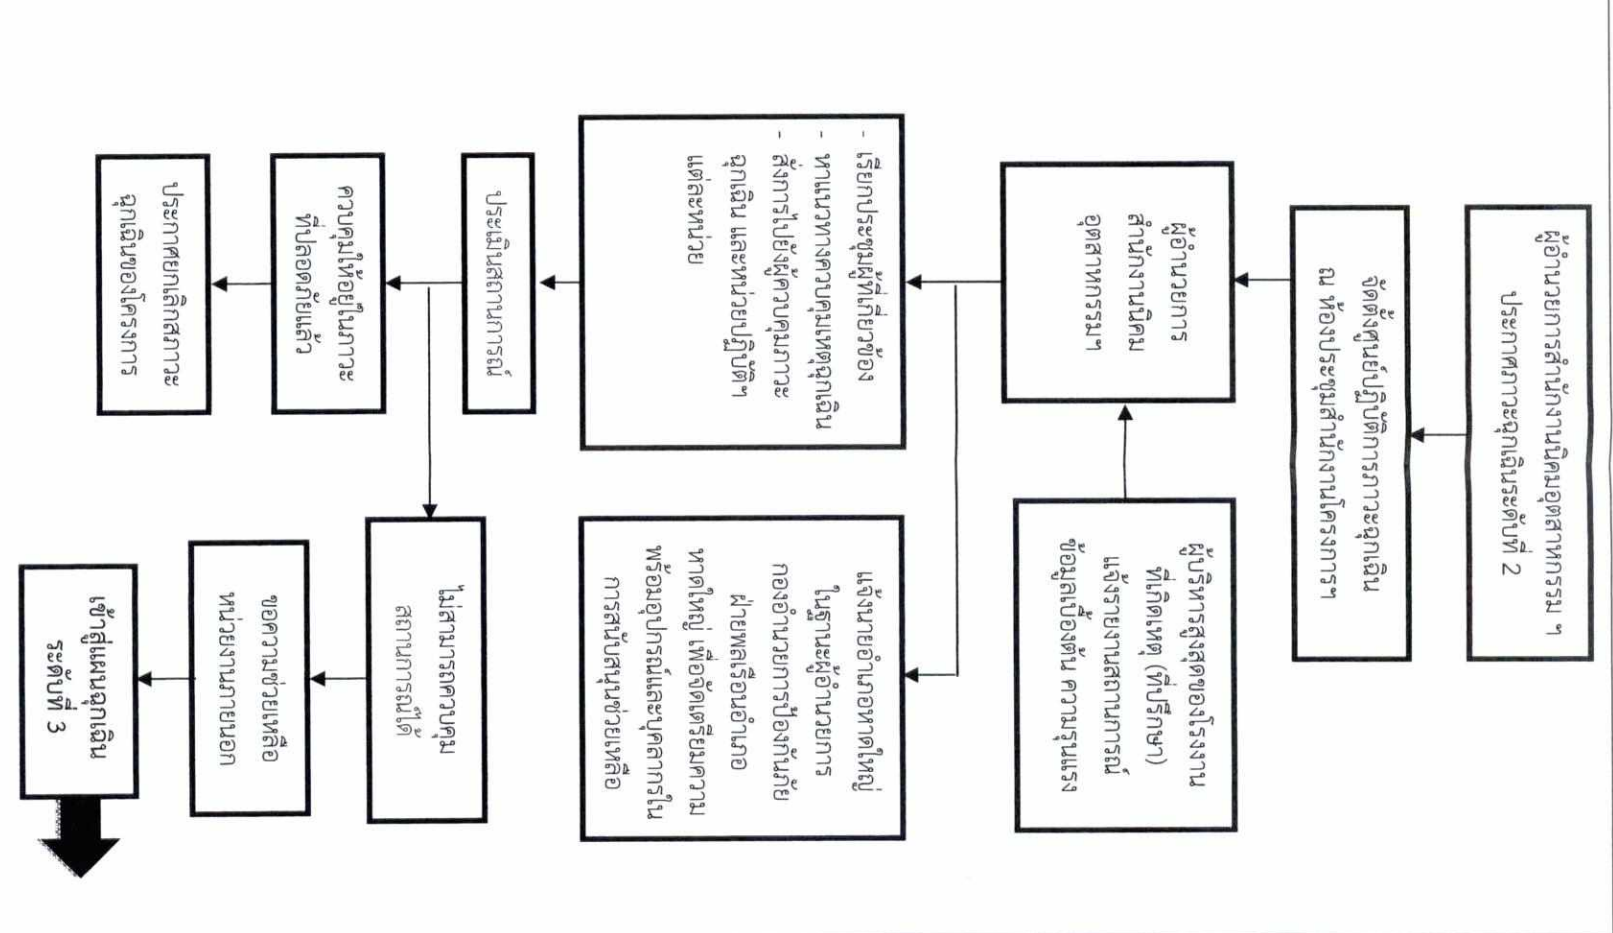 ผู้อำนวยการสำนักงานนิคมอุตสาหกรรม ฯ
ประกาศภาวะฉุกเฉินระดับที่ 2
จัดตั้งศูนย์ปฏิบัติการภาวะฉุกเฉิน
ณ ห้องประชุมสำนักงานโครงการฯ
ผู้อำนวยการ
สำนักงานนิคม
อุตสาหกรรมฯ
ผู้บริหารสูงสุดของโรงงาน
ที่เกิดเหตุ (ที่ปรึกษา)
แจ้งรายงานสถานการณ์
ข้อมูลเบื้องต้น ความรุนแรง
- เรียกประชุมผู้ที่เกี่ยวข้อง
- หาแนวทางควบคุมเหตุฉุกเฉิน
- สั่งการไปยังผู้ควบคุมภาวะ
ฉุกเฉิน และหน่วยปฏิบัติฯ
แต่ละหน่วย
แจ้งนายอำเภอหาดใหญ่
ในฐานะผู้อำนวยการ
กองอำนวยการป้องกันภัย
ฝ่ายพลเรือนอำเภอ
หาดใหญ่ เพื่อจัดเตรียมความ
พร้อมอุปกรณ์และบุคลากรใน
การสนับสนุนช่วยเหลือ
ประเมินสถานการณ์
ควบคุมให้อยู่ในภาวะ
ที่ปลอดภัยแล้ว
ประกาศยกเลิกสภาวะ
ฉุกเฉินของโครงการ
ไม่สามารถควบคุม
สถานการณ์ได้
ขอความช่วยเหลือ
หน่วยงานภายนอก
เข้าสู่แผนฉุกเฉิน
ระดับที่ 3